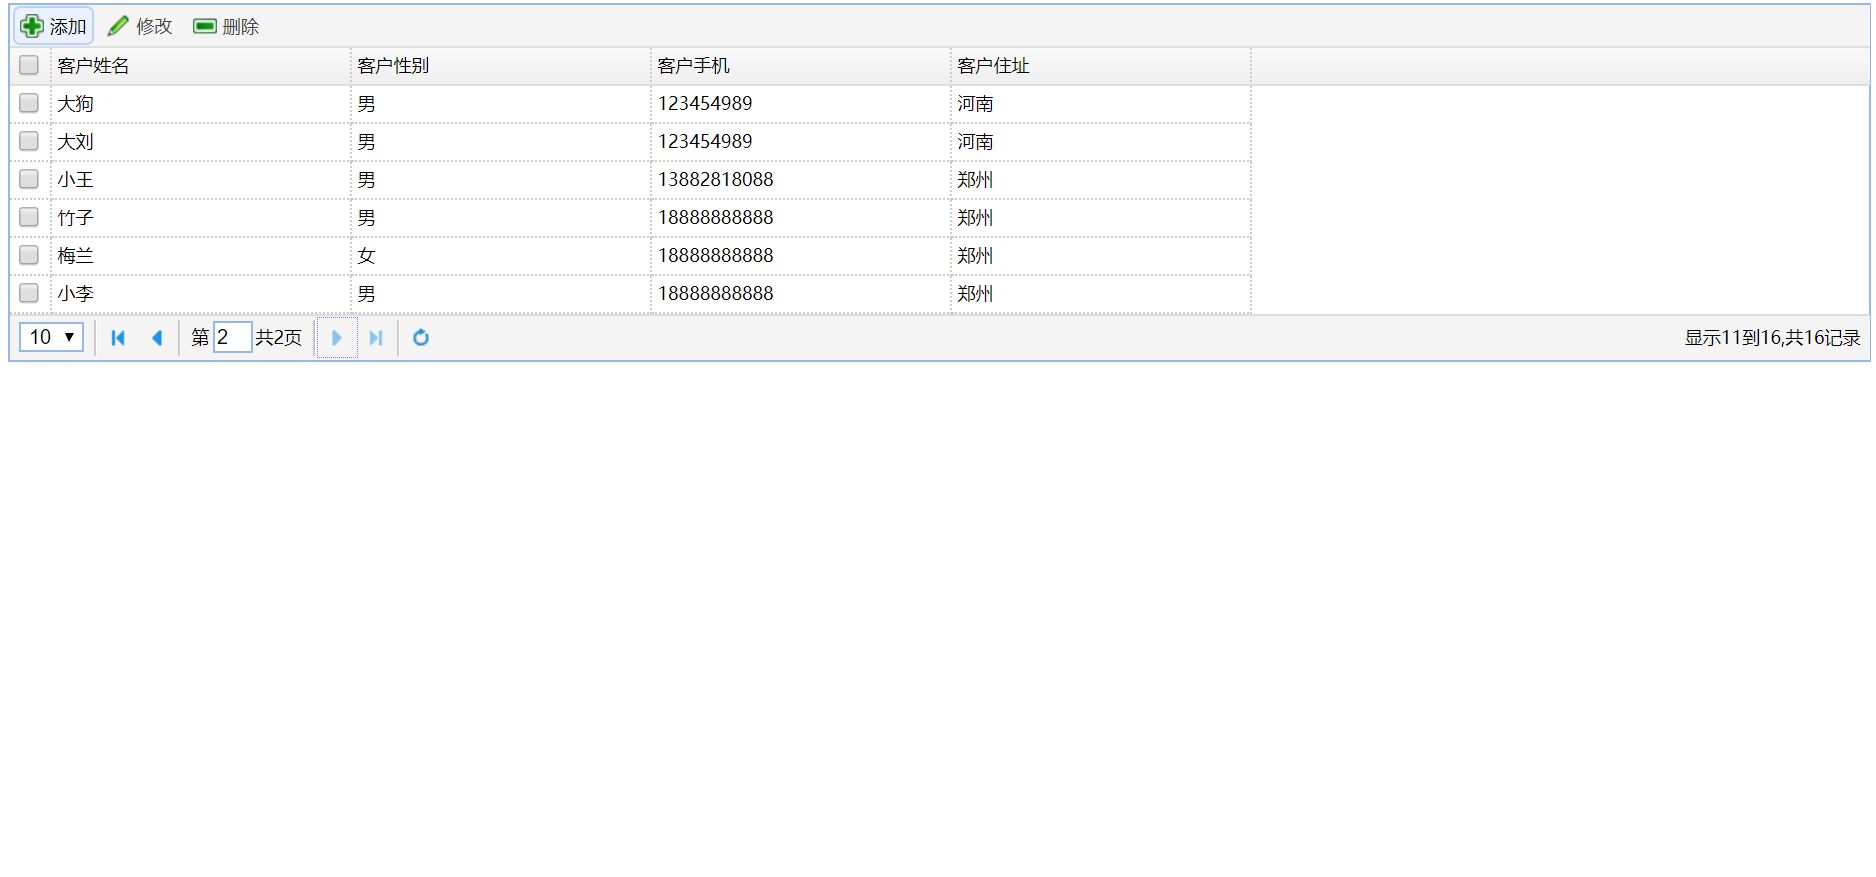 添加 修改 删除
客户姓名 客户性别 客户手机 客户住址
大狗 男 123454989 河南
大刘 男 123454989 河南
小王 男 13882818088 郑州
竹子 男 18888888888 郑州
梅兰 女 18888888888 郑州
小李 男 18888888888 郑州
10 第 2 共2页 显示11到16,共16记录